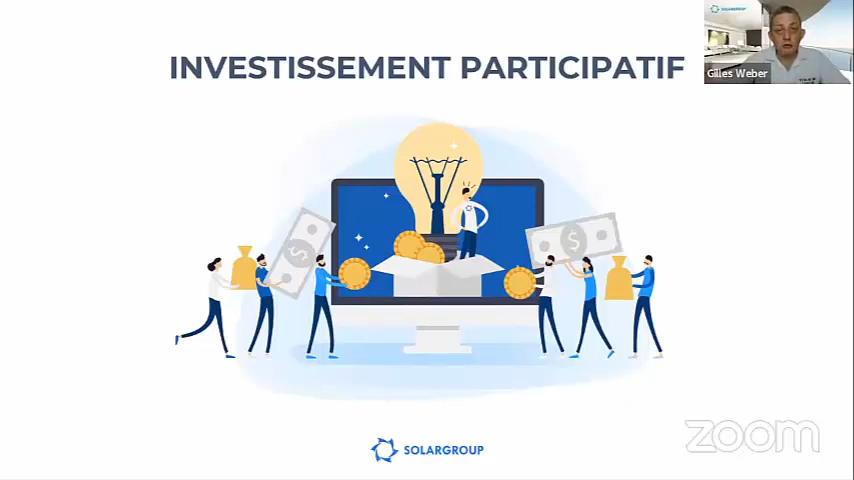 SOLARGROUP
INVESTISSEMENT PARTICIPATIF
Gilles Weber
SOLARGROUP
zoom